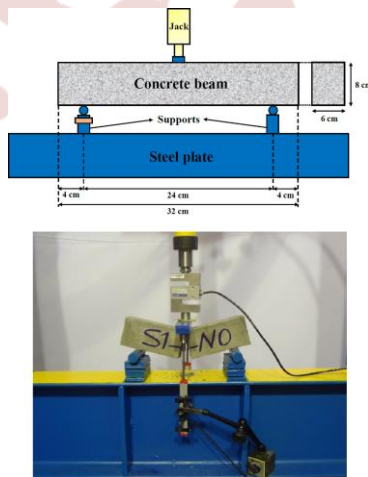 Jack
Concrete beam
8 cm
6 cm
Supports
Steel plate
4 cm
24 cm
4 cm
32 cm
S1-NO